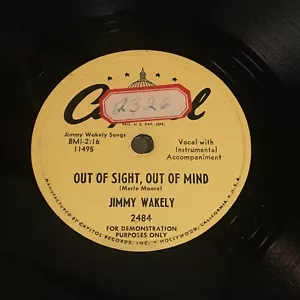 Capitol
2326
REG. U.S. PAT. OFF.
Jimmy Wakely Songs
BMI-2:16
11495
Vocal with
Instrumental
Accompaniment
OUT OF SIGHT, OUT OF MIND
(Merle Moore)
JIMMY WAKELY
2484
FOR DEMONSTRATION
PURPOSES ONLY
MANUFACTURED BY CAPITOL RECORDS, INC. • HOLLYWOOD, CALIFORNIA, U.S.A.